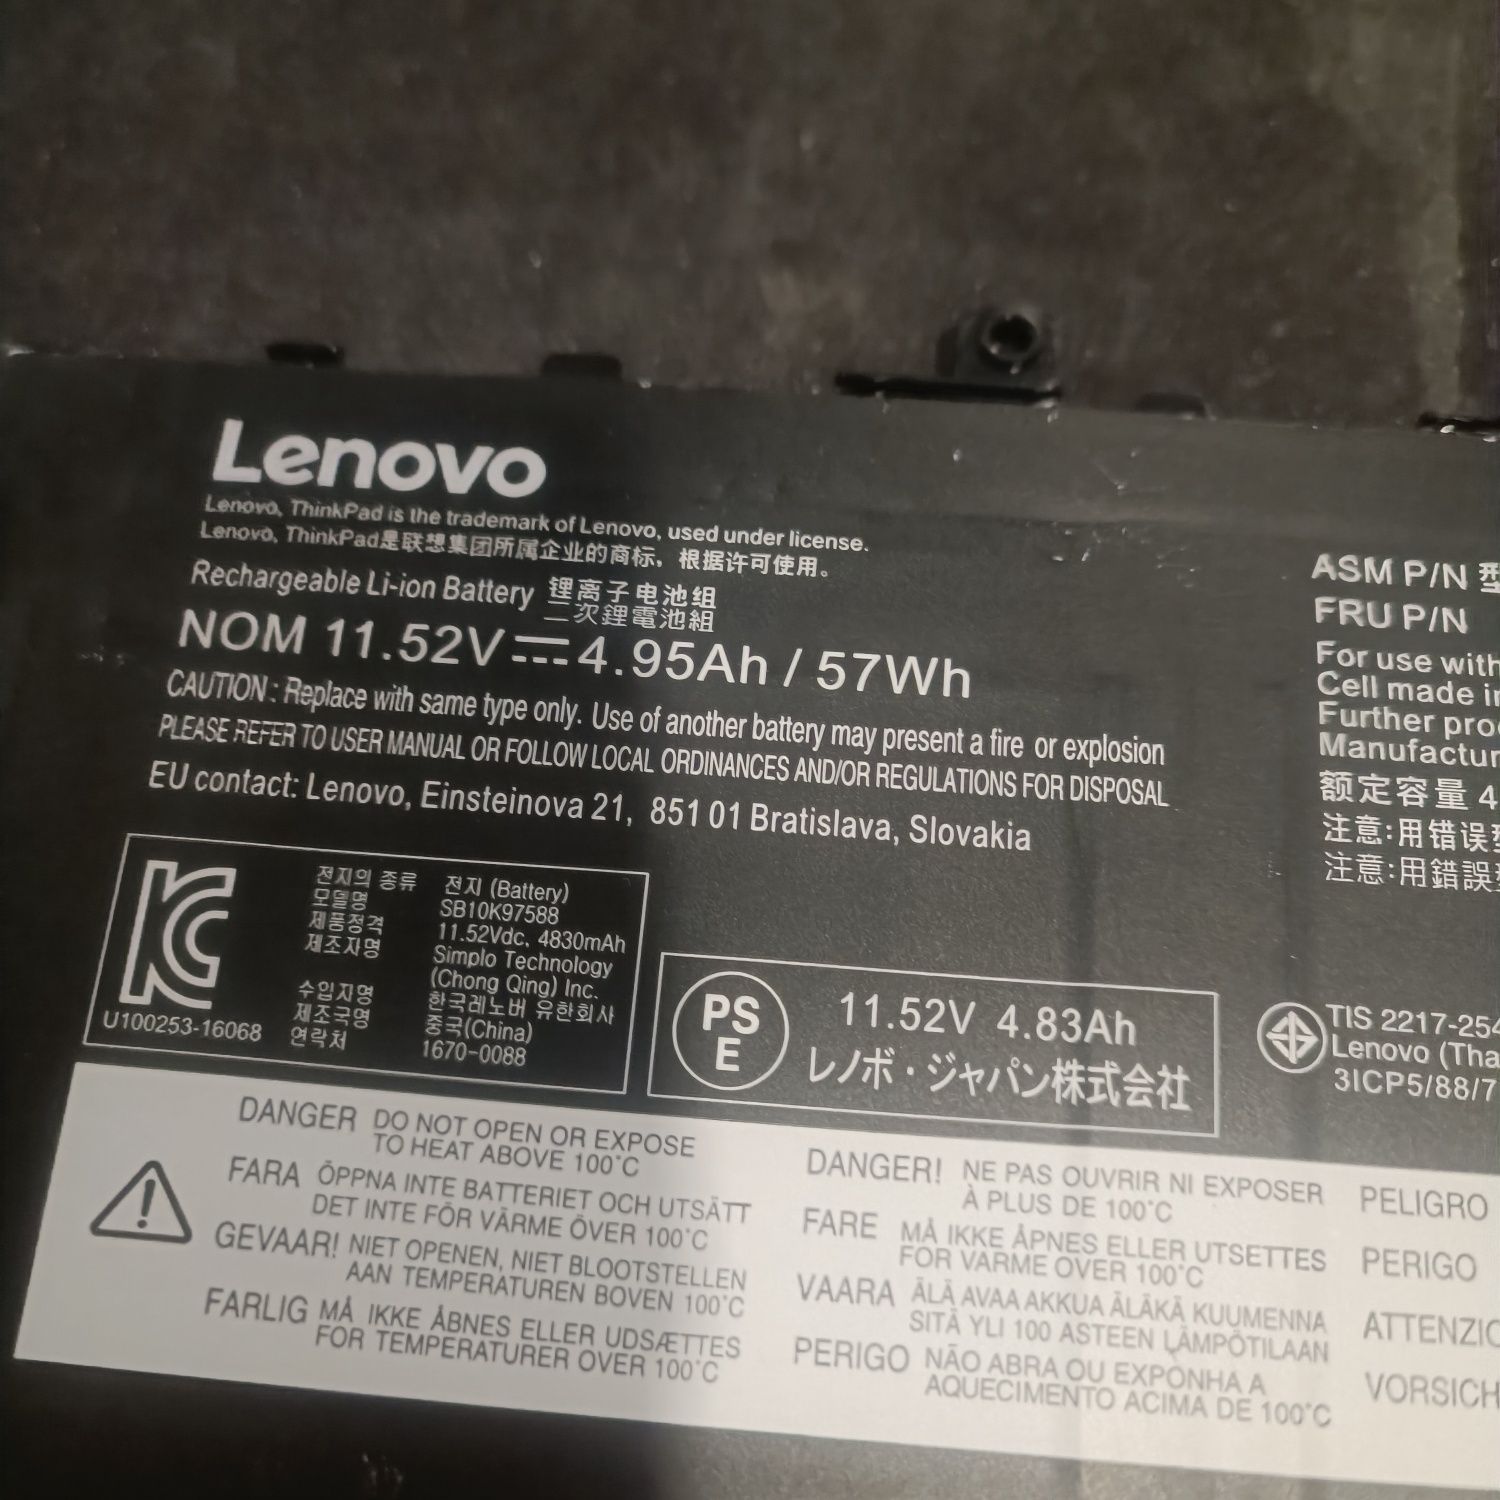 Lenovo
Lenovo, ThinkPad is the trademark of Lenovo, used under license.
Lenovo, ThinkPad是联想集团所属企业的商标，根据许可使用。
Rechargeable Li-ion Battery 锂离子电池组
二次鋰電池組
NOM 11.52V⎓4.95Ah / 57Wh
CAUTION : Replace with same type only. Use of another battery may present a fire or explosion
PLEASE REFER TO USER MANUAL OR FOLLOW LOCAL ORDINANCES AND/OR REGULATIONS FOR DISPOSAL
EU contact: Lenovo, Einsteinova 21, 851 01 Bratislava, Slovakia
ASM P/N 型
FRU P/N
For use with
Cell made in
Further pro
Manufactur
额定容量 4
注意:用错误型
注意:用錯誤型
KC
U100253-16068
전지의 종류 전지 (Battery)
모델명 SB10K97588
제품정격 11.52Vdc, 4830mAh
제조자명 Simplo Technology
(Chong Qing) Inc.
수입자명 한국레노버 유한회사
제조국명 중국(China)
연락처 1670-0088
PS
E
11.52V 4.83Ah
レノボ・ジャパン株式会社
TIS 2217-254
Lenovo (Tha
3ICP5/88/7
DANGER DO NOT OPEN OR EXPOSE
TO HEAT ABOVE 100°C
FARA ÖPPNA INTE BATTERIET OCH UTSÄTT
DET INTE FÖR VÄRME ÖVER 100°C
GEVAAR! NIET OPENEN, NIET BLOOTSTELLEN
AAN TEMPERATUREN BOVEN 100°C
FARLIG MÅ IKKE ÅBNES ELLER UDSÆTTES
FOR TEMPERATURER OVER 100°C
DANGER! NE PAS OUVRIR NI EXPOSER
À PLUS DE 100°C
FARE MÅ IKKE ÅPNES ELLER UTSETTES
FOR VARME OVER 100°C
VAARA ÄLÄ AVAA AKKUA ÄLÄKÄ KUUMENNA
SITÄ YLI 100 ASTEEN LÄMPÖTILAAN
PERIGO NÃO ABRA OU EXPONHA A
AQUECIMENTO ACIMA DE 100°C
PELIGRO
PERIGO
ATTENZIO
VORSICH